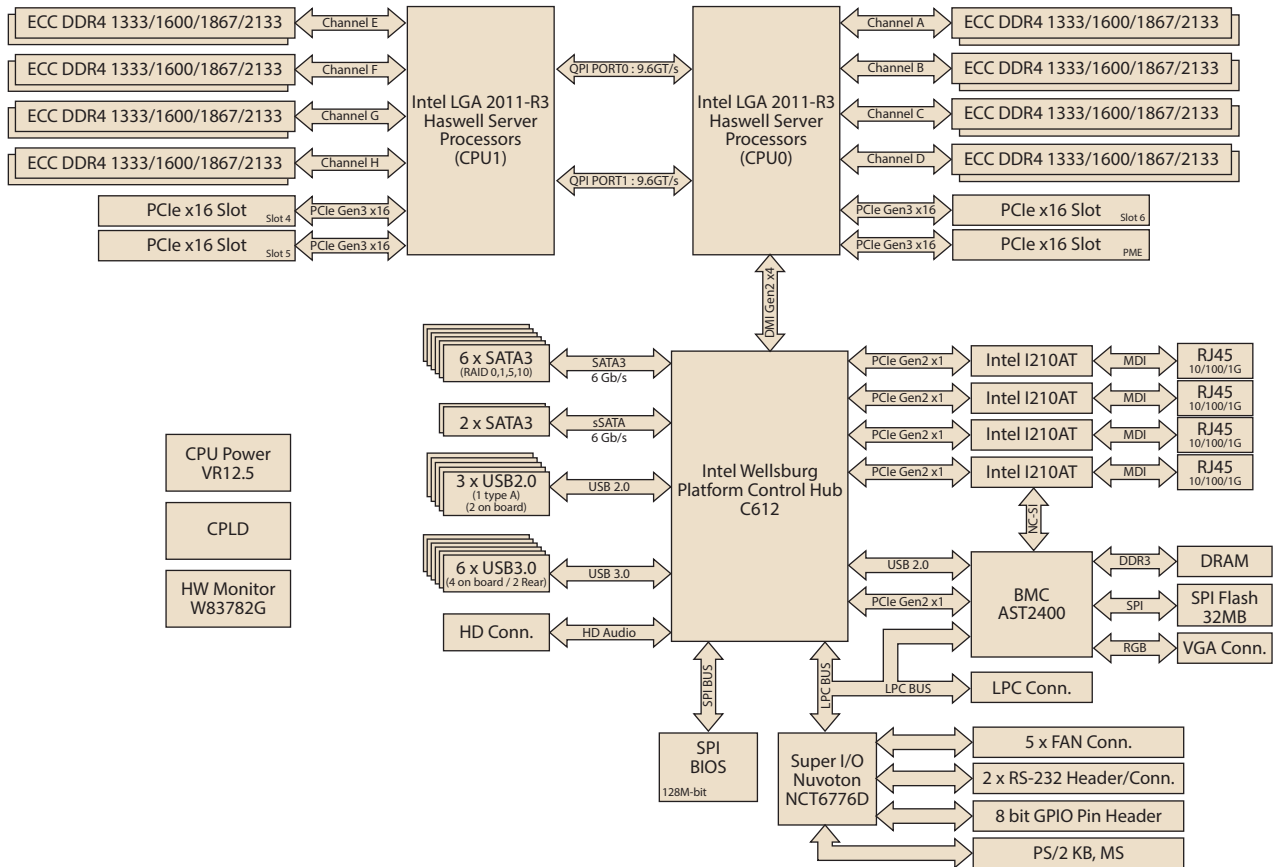 ECC DDR4 1333/1600/1867/2133
Channel E
Channel A
ECC DDR4 1333/1600/1867/2133
ECC DDR4 1333/1600/1867/2133
Channel F
QPI PORT0 : 9.6GT/s
Channel B
ECC DDR4 1333/1600/1867/2133
Intel LGA 2011-R3
Haswell Server
Processors
(CPU1)
Intel LGA 2011-R3
Haswell Server
Processors
(CPU0)
ECC DDR4 1333/1600/1867/2133
Channel G
Channel C
ECC DDR4 1333/1600/1867/2133
ECC DDR4 1333/1600/1867/2133
Channel H
QPI PORT1 : 9.6GT/s
Channel D
ECC DDR4 1333/1600/1867/2133
PCIe x16 Slot
Slot 4
PCIe Gen3 x16
PCIe Gen3 x16
PCIe x16 Slot
Slot 6
PCIe x16 Slot
Slot 5
PCIe Gen3 x16
PCIe Gen3 x16
PCIe x16 Slot
PME
DMI Gen2 x4
6 x SATA3
(RAID 0,1,5,10)
SATA3
6 Gb/s
PCIe Gen2 x1
Intel I210AT
MDI
RJ45
10/100/1G
PCIe Gen2 x1
Intel I210AT
MDI
RJ45
10/100/1G
2 x SATA3
sSATA
6 Gb/s
PCIe Gen2 x1
Intel I210AT
MDI
RJ45
10/100/1G
PCIe Gen2 x1
Intel I210AT
MDI
RJ45
10/100/1G
CPU Power
VR12.5
3 x USB2.0
(1 type A)
(2 on board)
USB 2.0
Intel Wellsburg
Platform Control Hub
C612
NC-Si
CPLD
6 x USB3.0
(4 on board / 2 Rear)
USB 3.0
USB 2.0
PCIe Gen2 x1
BMC
AST2400
DDR3
DRAM
SPI
SPI Flash
32MB
RGB
VGA Conn.
HW Monitor
W83782G
HD Conn.
HD Audio
SPI BUS
LPC BUS
LPC BUS
LPC Conn.
SPI
BIOS
128M-bit
Super I/O
Nuvoton
NCT6776D
5 x FAN Conn.
2 x RS-232 Header/Conn.
8 bit GPIO Pin Header
PS/2 KB, MS